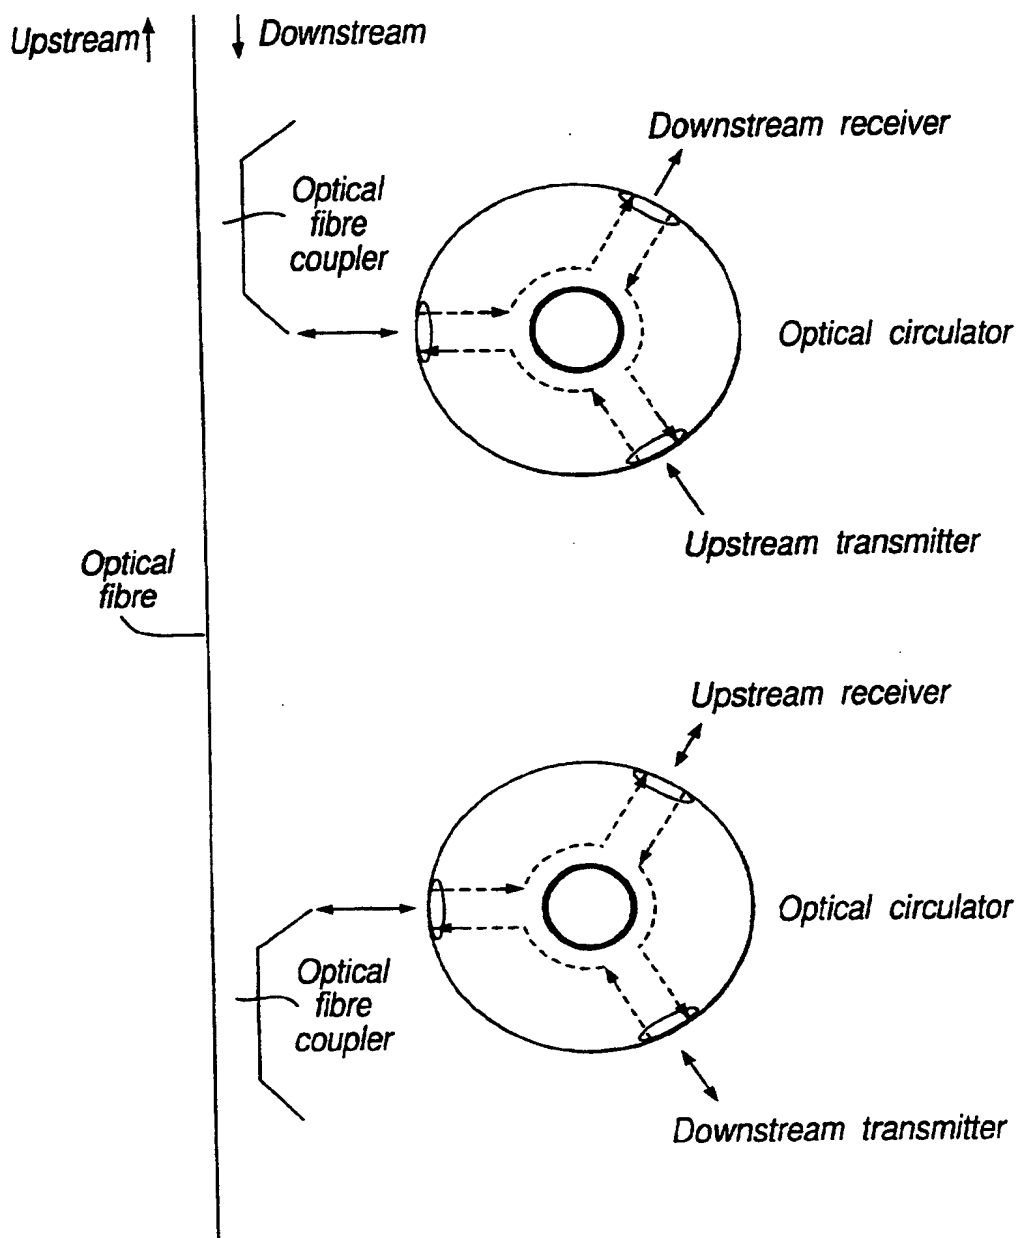 Upstream
Downstream
Downstream receiver
Optical
fibre
coupler
Optical circulator
Upstream transmitter
Optical
fibre
Upstream receiver
Optical circulator
Optical
fibre
coupler
Downstream transmitter